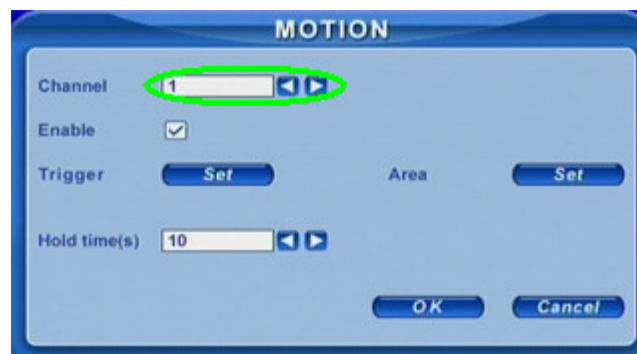 MOTION
Channel 1
Enable
Trigger Set Area Set
Hold time(s) 10
OK Cancel